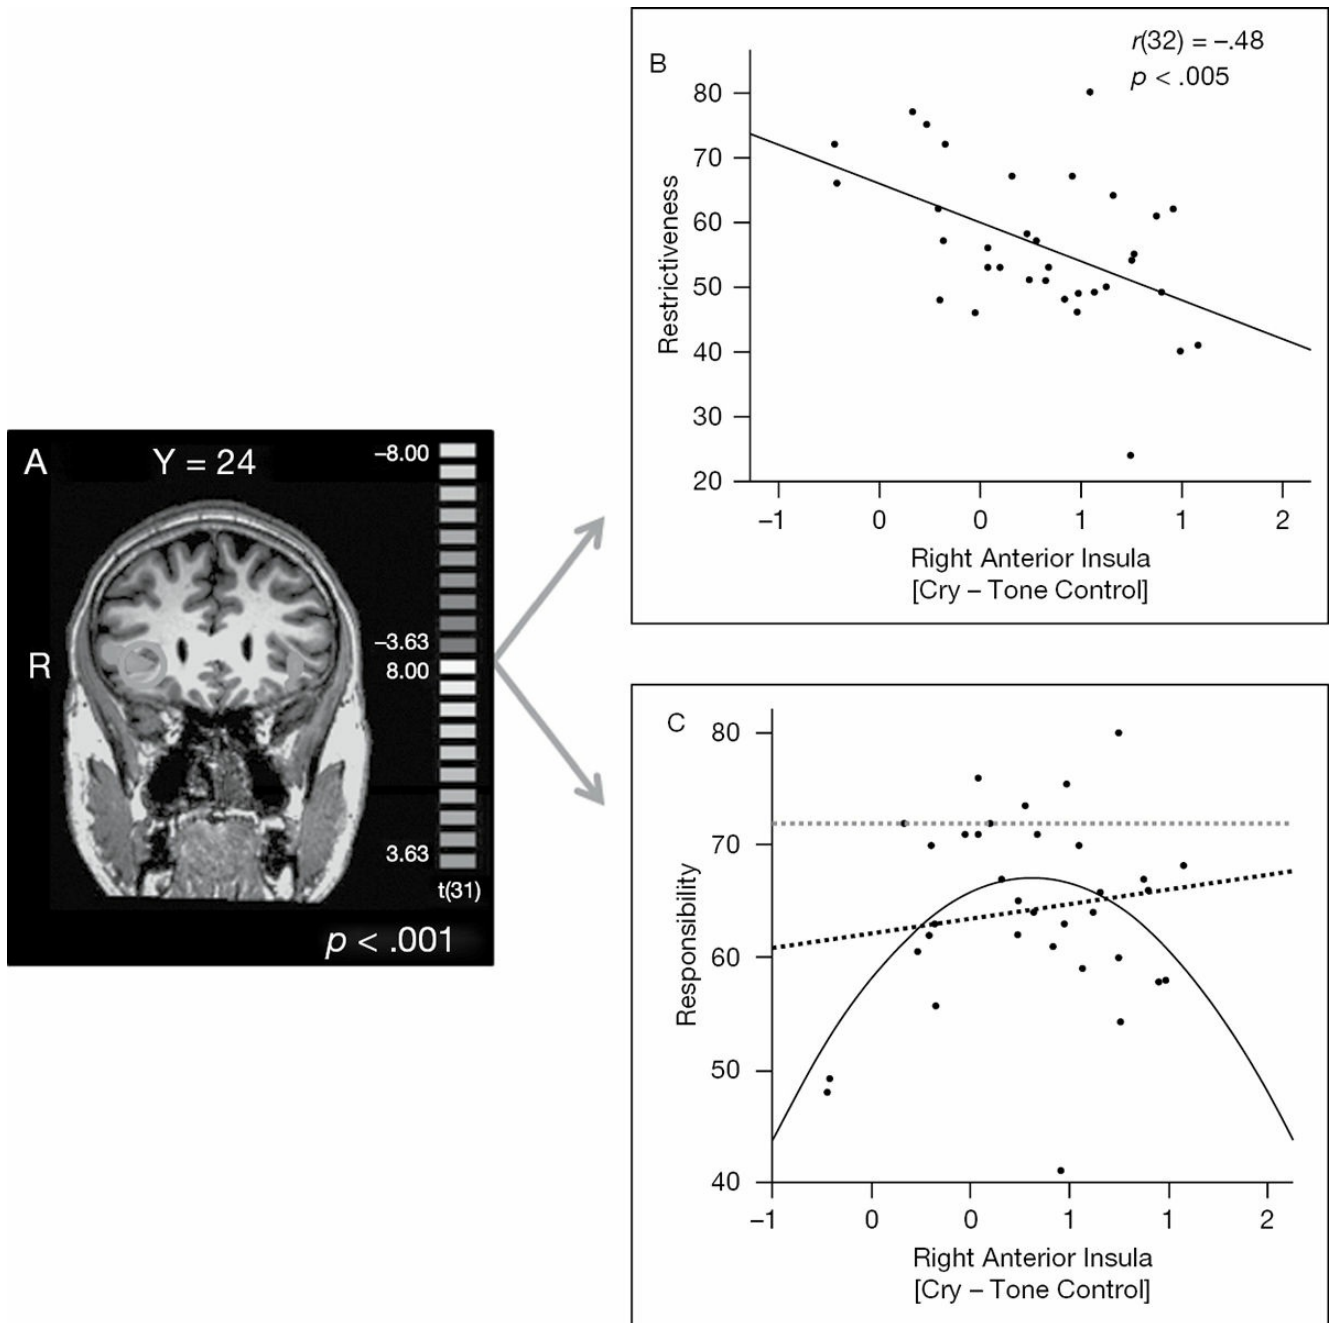 A
Y = 24
R
−8.00
−3.63
8.00
3.63
t(31)
p < .001
B
r(32) = −.48
p < .005
Restrictiveness
80
70
60
50
40
30
20
−1 0 0 1 1 2
Right Anterior Insula
[Cry – Tone Control]
C
Responsibility
80
70
60
50
40
−1 0 0 1 1 2
Right Anterior Insula
[Cry – Tone Control]